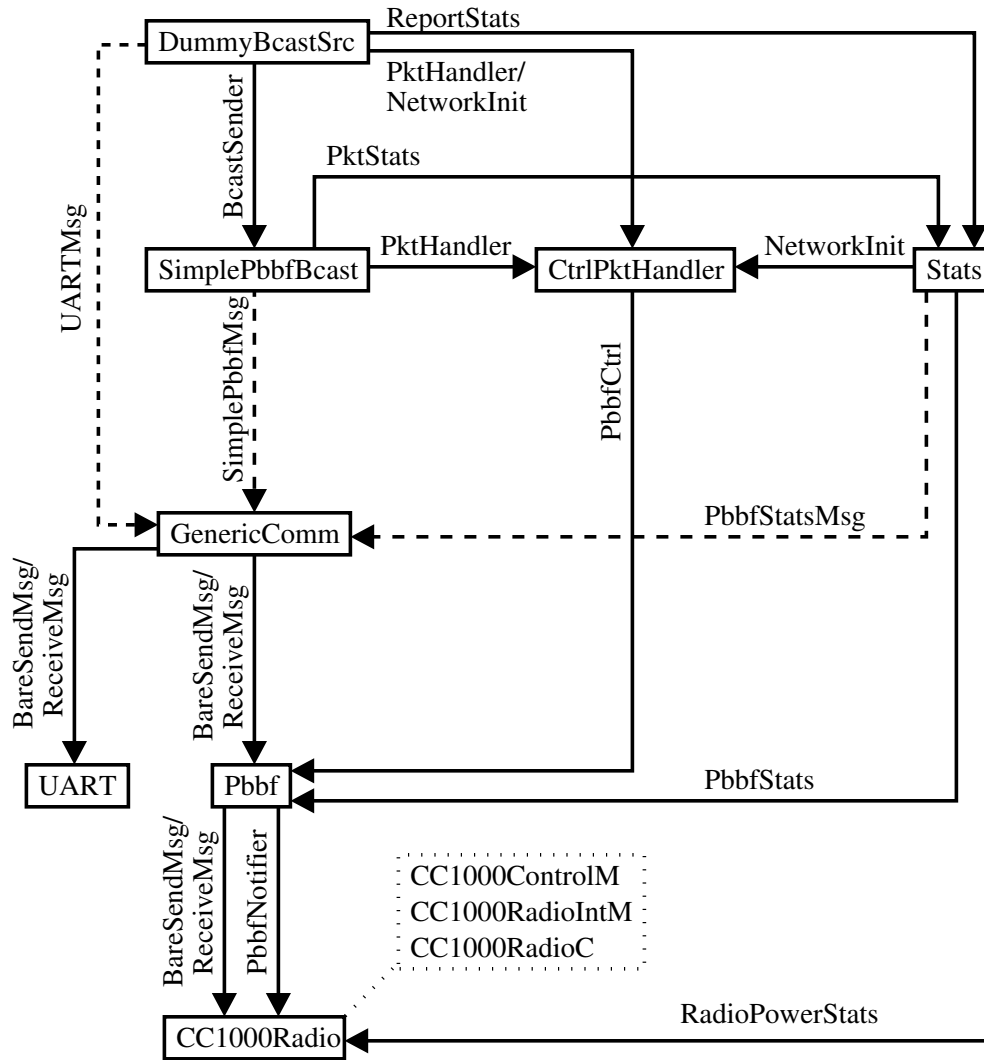 ReportStats
DummyBcastSrc
PktHandler/
NetworkInit
BcastSender
PktStats
UARTMsg
SimplePbbfBcast
PktHandler
CtrlPktHandler
NetworkInit
Stats
SimplePbbfMsg
PbbfCtrl
GenericComm
PbbfStatsMsg
BareSendMsg/
ReceiveMsg
BareSendMsg/
ReceiveMsg
UART
Pbbf
PbbfStats
BareSendMsg/
ReceiveMsg
PbbfNotifier
CC1000ControlM
CC1000RadioIntM
CC1000RadioC
CC1000Radio
RadioPowerStats